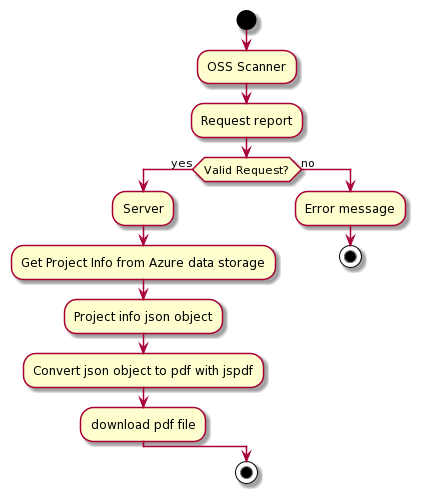 OSS Scanner
Request report
Valid Request?
yes
no
Server
Error message
Get Project Info from Azure data storage
Project info json object
Convert json object to pdf with jspdf
download pdf file